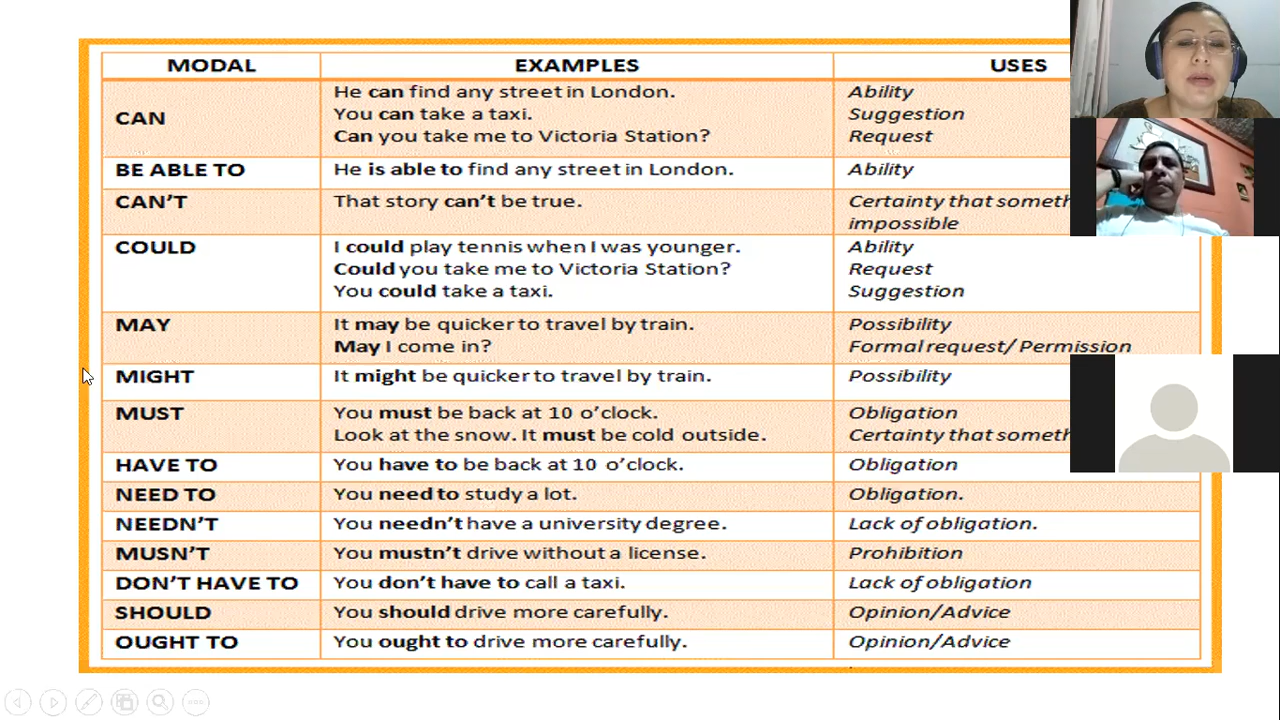 MODAL EXAMPLES USES
CAN
He can find any street in London. Ability
You can take a taxi. Suggestion
Can you take me to Victoria Station? Request
BE ABLE TO He is able to find any street in London. Ability
CAN'T That story can't be true. Certainty that
impossible
COULD I could play tennis when I was younger. Ability
Could you take me to Victoria Station? Request
You could take a taxi. Suggestion
MAY It may be quicker to travel by train. Possibility
May I come in? Formal request/ Permission
MIGHT It might be quicker to travel by train. Possibility
MUST You must be back at 10 o'clock. Obligation
Look at the snow. It must be cold outside. Certainty that
HAVE TO You have to be back at 10 o'clock. Obligation
NEED TO You need to study a lot. Obligation.
NEEDN'T You needn't have a university degree. Lack of obligation.
MUSN'T You mustn't drive without a license. Prohibition
DON'T HAVE TO You don't have to call a taxi. Lack of obligation
SHOULD You should drive more carefully. Opinion/Advice
OUGHT TO You ought to drive more carefully. Opinion/Advice